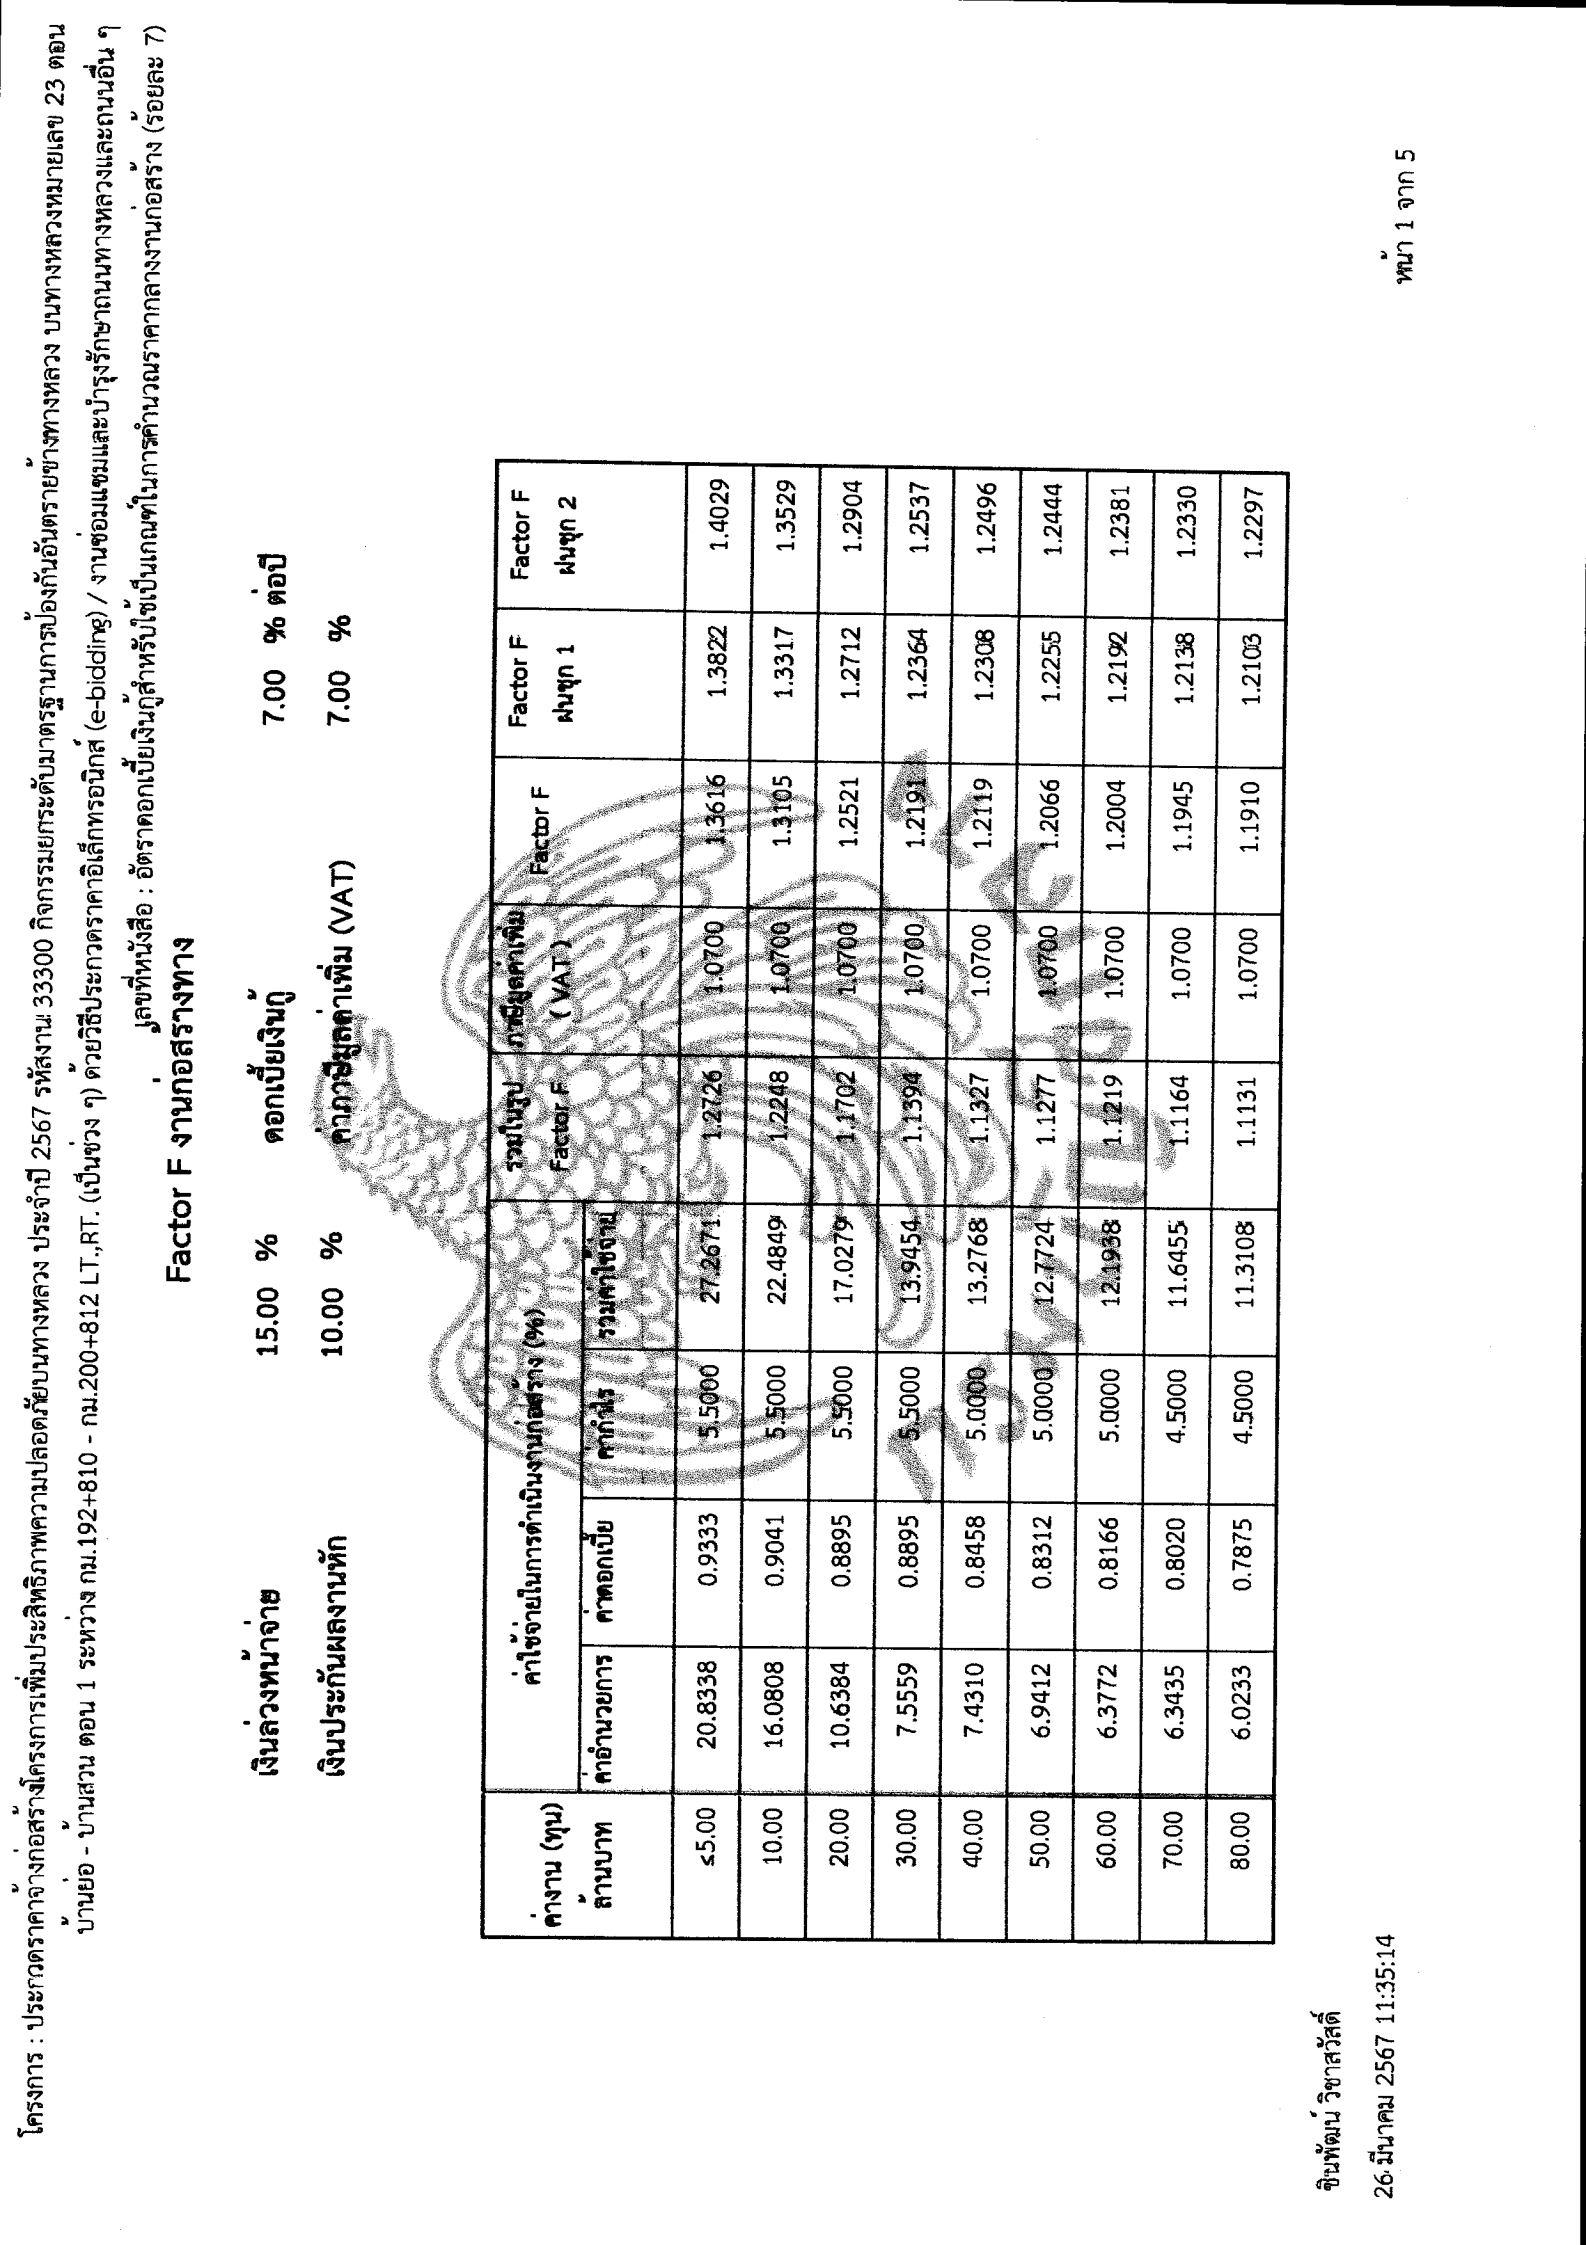 โครงการ : ประกวดราคาจ้างก่อสร้างโครงการเพิ่มประสิทธิภาพความปลอดภัยบนทางหลวง ประจำปี 2567 รหัสงาน 33300 กิจกรรมยกระดับมาตรฐานการป้องกันอันตรายข้างทางหลวง บนทางหลวงหมายเลข 23 ตอน
บ้านย่อ - บ้านสวน ตอน 1 ระหว่าง กม.192+810 - กม.200+812 LT.,RT. (เป็นช่วง ๆ) ด้วยวิธีประกวดราคาอิเล็กทรอนิกส์ (e-bidding) / งานซ่อมแซมและบำรุงรักษาถนนทางหลวงและถนนอื่น ๆ
เลขที่หนังสือ : อัตราดอกเบี้ยเงินกู้สำหรับใช้เป็นเกณฑ์ในการคำนวณราคากลางงานก่อสร้าง (ร้อยละ 7)
Factor F งานก่อสร้างทาง
เงินล่วงหน้าจ่าย 15.00 % ดอกเบี้ยเงินกู้ 7.00 % ต่อปี
เงินประกันผลงานหัก 10.00 % ค่าภาษีมูลค่าเพิ่ม (VAT) 7.00 %
ค่างาน (ทุน) ค่าใช้จ่ายในการดำเนินงานก่อสร้าง (%) รวมในรูป ภาษีมูลค่าเพิ่ม Factor F Factor F Factor F
ล้านบาท ค่าอำนวยการ ค่าดอกเบี้ย ค่ากำไร รวมค่าใช้จ่าย Factor F ( VAT ) ฝนชุก 1 ฝนชุก 2
≤5.00 20.8338 0.9333 5.5000 27.2671 1.2726 1.0700 1.3616 1.3822 1.4029
10.00 16.0808 0.9041 5.5000 22.4849 1.2248 1.0700 1.3105 1.3317 1.3529
20.00 10.6384 0.8895 5.5000 17.0279 1.1702 1.0700 1.2521 1.2712 1.2904
30.00 7.5559 0.8895 5.5000 13.9454 1.1394 1.0700 1.2191 1.2364 1.2537
40.00 7.4310 0.8458 5.0000 13.2768 1.1327 1.0700 1.2119 1.2308 1.2496
50.00 6.9412 0.8312 5.0000 12.7724 1.1277 1.0700 1.2066 1.2255 1.2444
60.00 6.3772 0.8166 5.0000 12.1938 1.1219 1.0700 1.2004 1.2192 1.2381
70.00 6.3435 0.8020 4.5000 11.6455 1.1164 1.0700 1.1945 1.2138 1.2330
80.00 6.0233 0.7875 4.5000 11.3108 1.1131 1.0700 1.1910 1.2103 1.2297
ชินพัฒน์ วิชาสวัสดิ์
26 มีนาคม 2567 11:35:14
หน้า 1 จาก 5